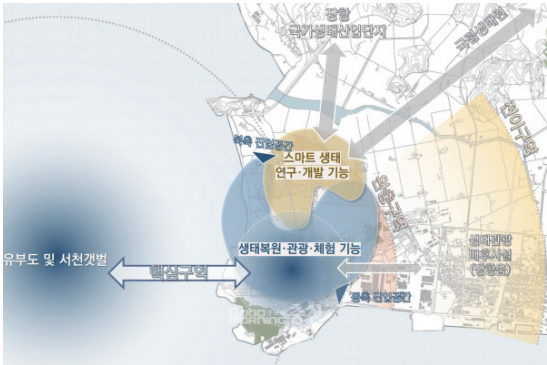 장항
국가생태산업단지
국립생태원
전이구역
북측 진입공간
스마트 생태
연구·개발 기능
완충구역
생태복원·관광·체험 기능
유부도 및 서천갯벌
핵심구역
생태관광
배후시설
(장항읍)
동측 진입공간
GOOD
MORNING
충청